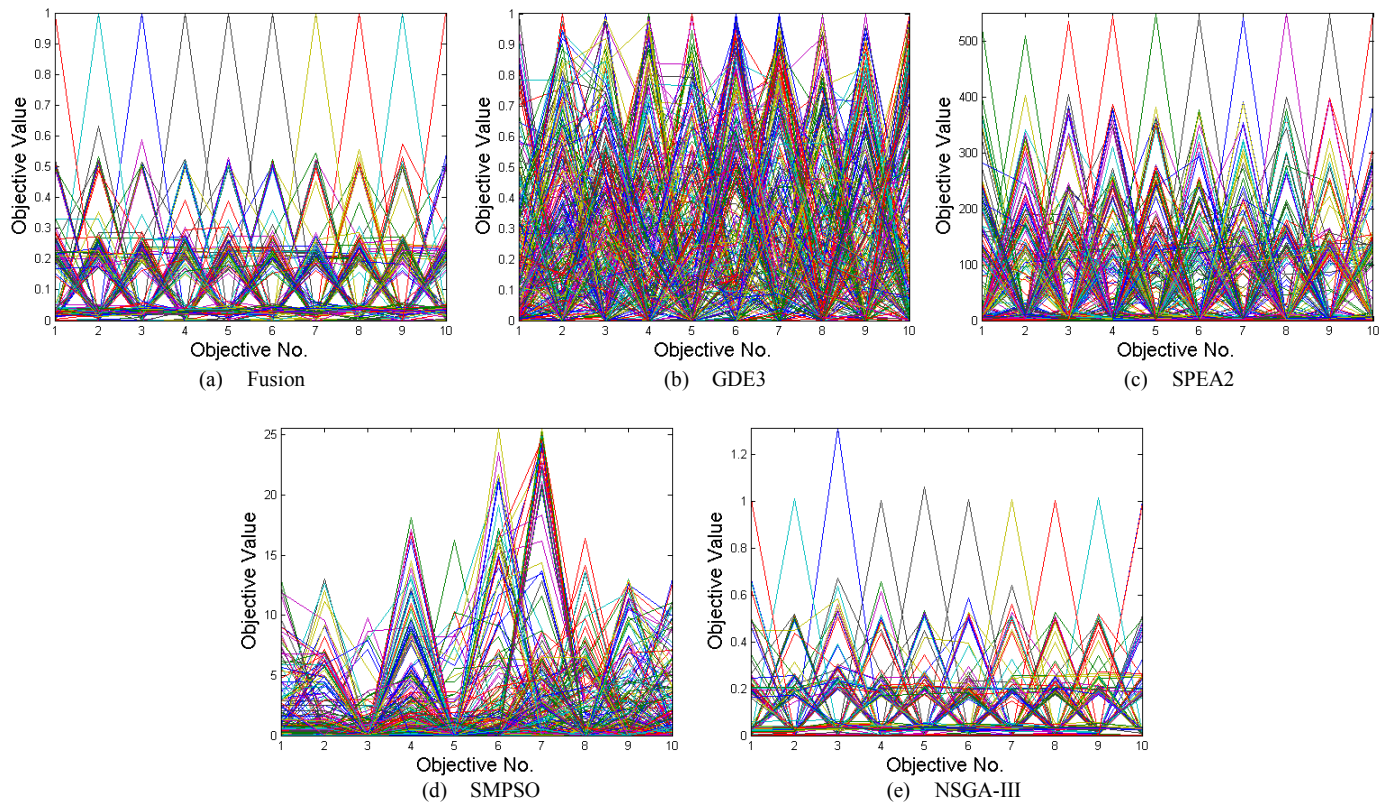 1
0.9
0.8
0.7
0.6
0.5
0.4
0.3
0.2
0.1
0
Objective Value
1 2 3 4 5 6 7 8 9 10
Objective No.
(a) Fusion
1
0.9
0.8
0.7
0.6
0.5
0.4
0.3
0.2
0.1
0
Objective Value
1 2 3 4 5 6 7 8 9 10
Objective No.
(b) GDE3
500
400
300
200
100
0
Objective Value
1 2 3 4 5 6 7 8 9 10
Objective No.
(c) SPEA2
25
20
15
10
5
0
Objective Value
1 2 3 4 5 6 7 8 9 10
Objective No.
(d) SMPSO
1.2
1
0.8
0.6
0.4
0.2
0
Objective Value
1 2 3 4 5 6 7 8 9 10
Objective No.
(e) NSGA-III